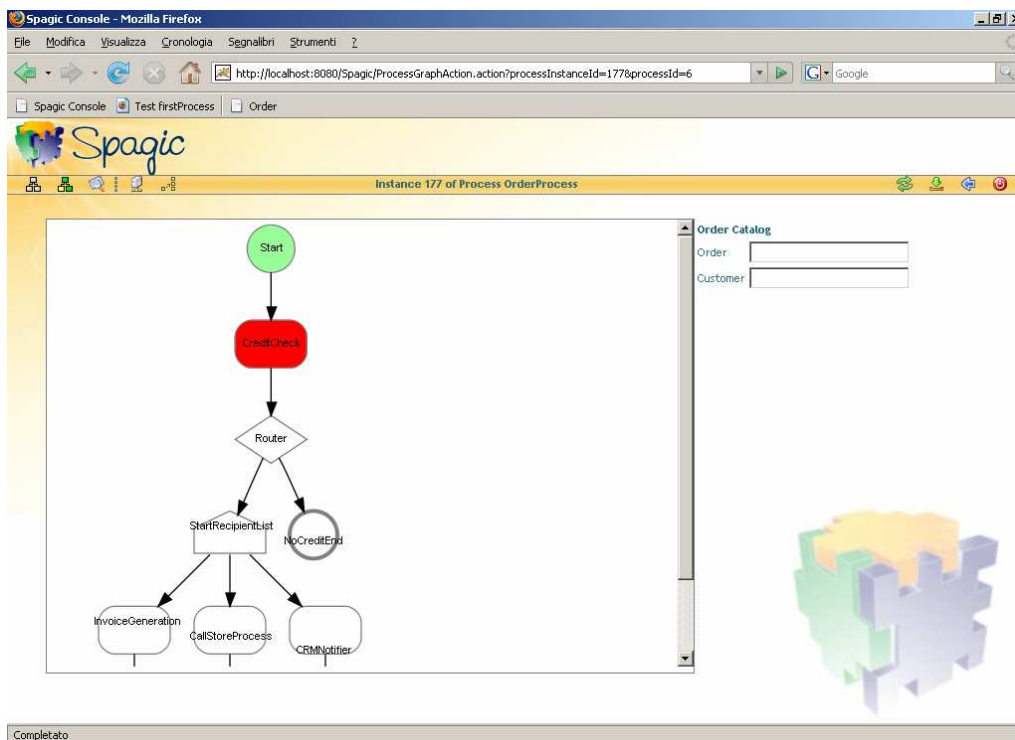 Spagic Console - Mozilla Firefox
File Modifica Visualizza Cronologia Segnalibri Strumenti ?
http://localhost:8080/Spagic/ProcessGraphAction.action?processInstanceId=177&processId=6
G Google
Spagic Console Test firstProcess Order
Spagic
Instance 177 of Process OrderProcess
Order Catalog
Order
Customer
Start
CreditCheck
Router
StartRecipientList
NoCreditEnd
InvoiceGeneration
CallStoreProcess
CRMNotifier
Completato